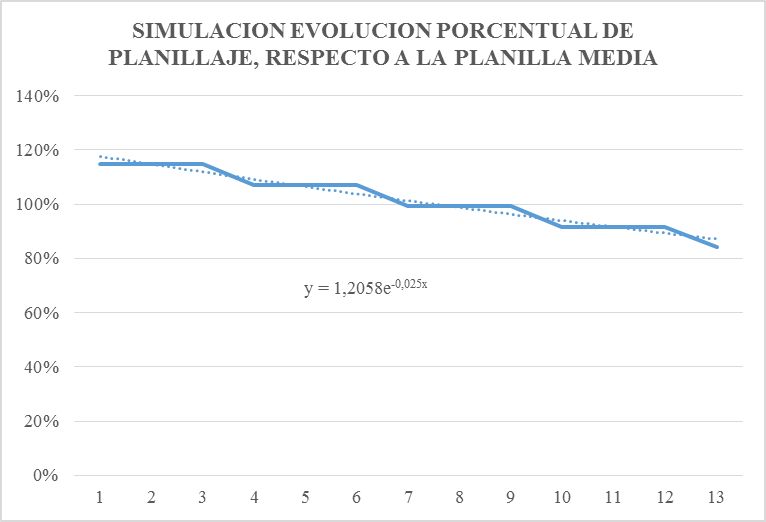 SIMULACION EVOLUCION PORCENTUAL DE
PLANILLAJE, RESPECTO A LA PLANILLA MEDIA
140%
120%
100%
80%
60%
40%
20%
0%
y = 1,2058e-0,025x
1 2 3 4 5 6 7 8 9 10 11 12 13